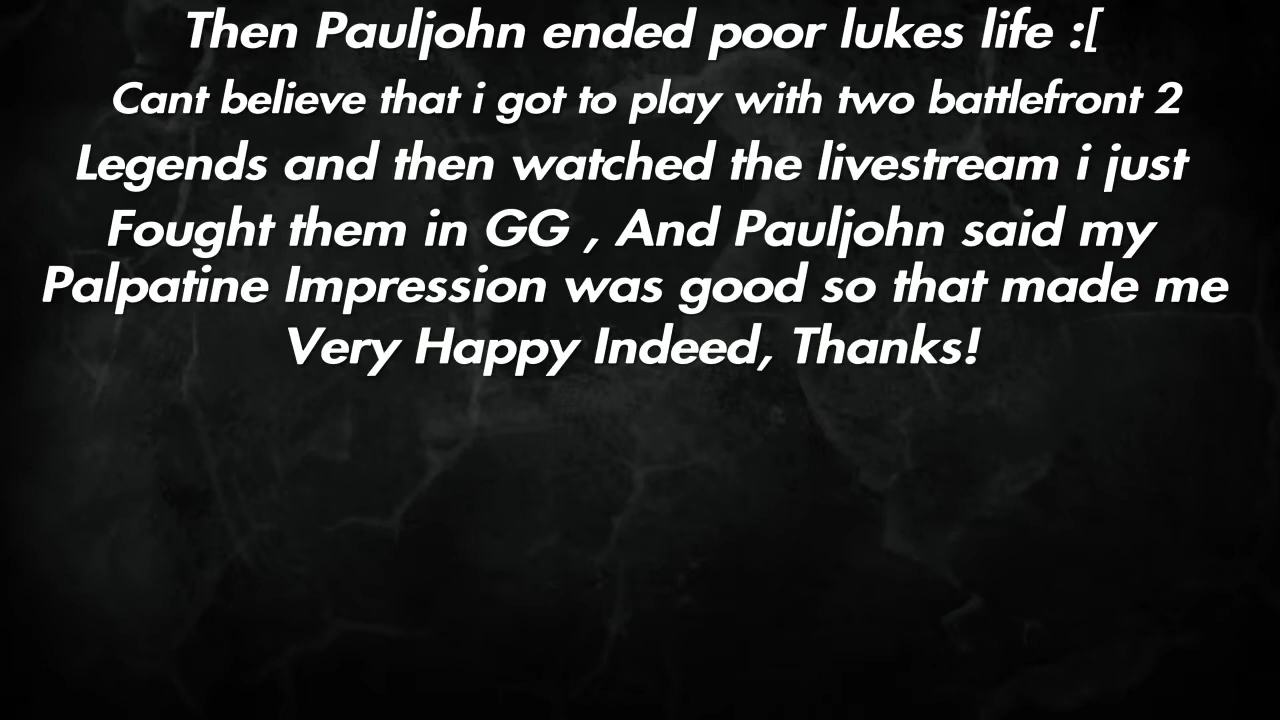 Then Pauljohn ended poor lukes life :[
Cant believe that i got to play with two battlefront 2
Legends and then watched the livestream i just
Fought them in GG , And Pauljohn said my
Palpatine Impression was good so that made me
Very Happy Indeed, Thanks!